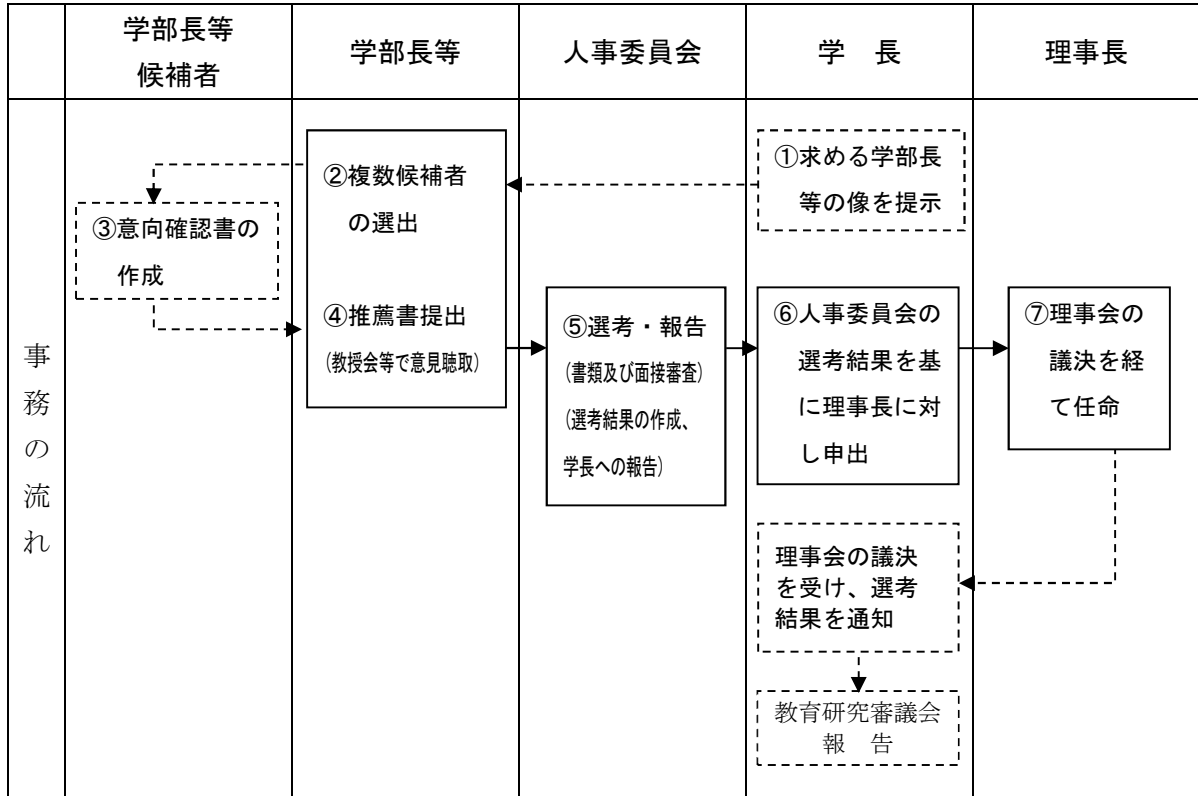 学部長等
候補者
学部長等
人事委員会
学　長
理事長
事務の流れ
①求める学部長
等の像を提示
②複数候補者
の選出
③意向確認書の
作成
④推薦書提出
(教授会等で意見聴取)
⑤選考・報告
(書類及び面接審査)
(選考結果の作成、
学長への報告)
⑥人事委員会の
選考結果を基
に理事長に対
し申出
⑦理事会の
議決を経
て任命
理事会の議決
を受け、選考
結果を通知
教育研究審議会
報　告